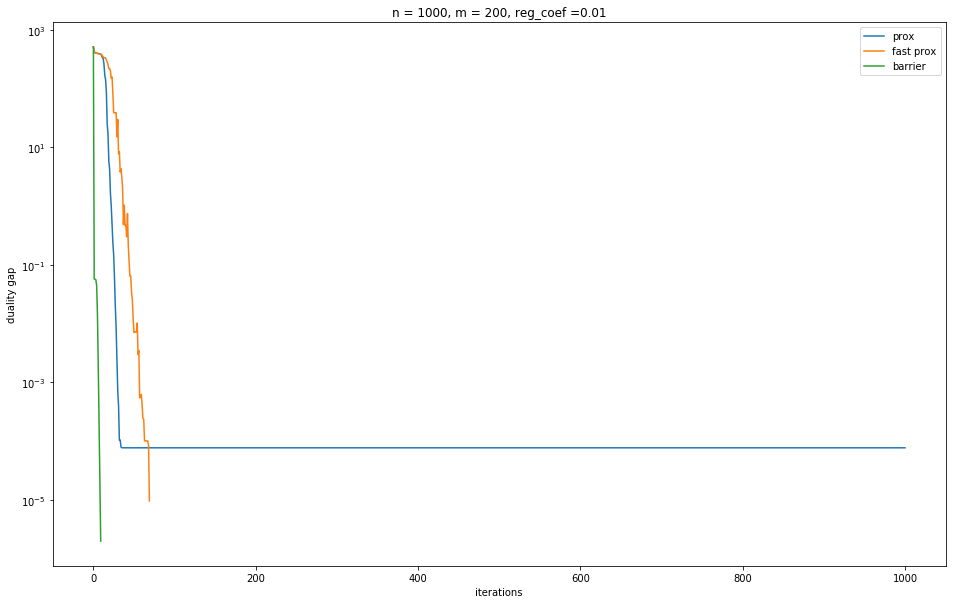 n = 1000, m = 200, reg_coef =0.01
prox
fast prox
barrier
duality gap
10³
10¹
10⁻¹
10⁻³
10⁻⁵
0 200 400 600 800 1000
iterations